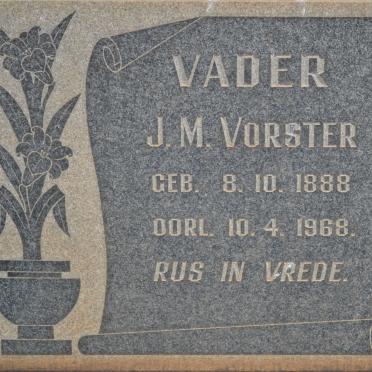 VADER
J.M. VORSTER
GEB. 8.10.1888
OORL. 10.4.1968.
RUS IN VREDE.